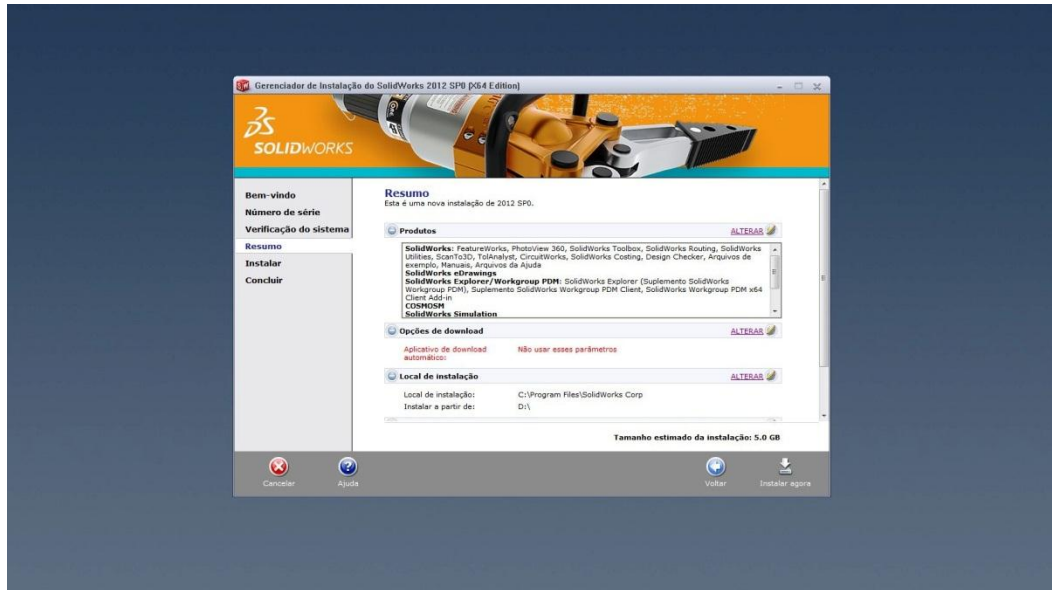 Gerenciador de Instalação do SolidWorks 2012 SP0 (X64 Edition)
SOLIDWORKS
Bem-vindo
Número de série
Verificação do sistema
Resumo
Instalar
Concluir
Resumo
Esta é uma nova instalação de 2012 SP0.
Produtos
ALTERAR
SolidWorks: FeatureWorks, PhotoView 360, SolidWorks Toolbox, SolidWorks Routing, SolidWorks
Utilities, ScanTo3D, TolAnalyst, CircuitWorks, SolidWorks Costing, Design Checker, Arquivos de
exemplo, Manuais, Arquivos da Ajuda
SolidWorks eDrawings
SolidWorks Explorer/Workgroup PDM: SolidWorks Explorer (Suplemento SolidWorks
Workgroup PDM), Suplemento SolidWorks Workgroup PDM Client, SolidWorks Workgroup PDM x64
Client Add-in
COSMOSM
SolidWorks Simulation
Opções de download
ALTERAR
Aplicativo de download Não usar esses parâmetros
automático:
Local de instalação
ALTERAR
Local de instalação: C:\Program Files\SolidWorks Corp
Instalar a partir de: D:\
Tamanho estimado da instalação: 5.0 GB
Cancelar
Ajuda
Voltar
Instalar agora